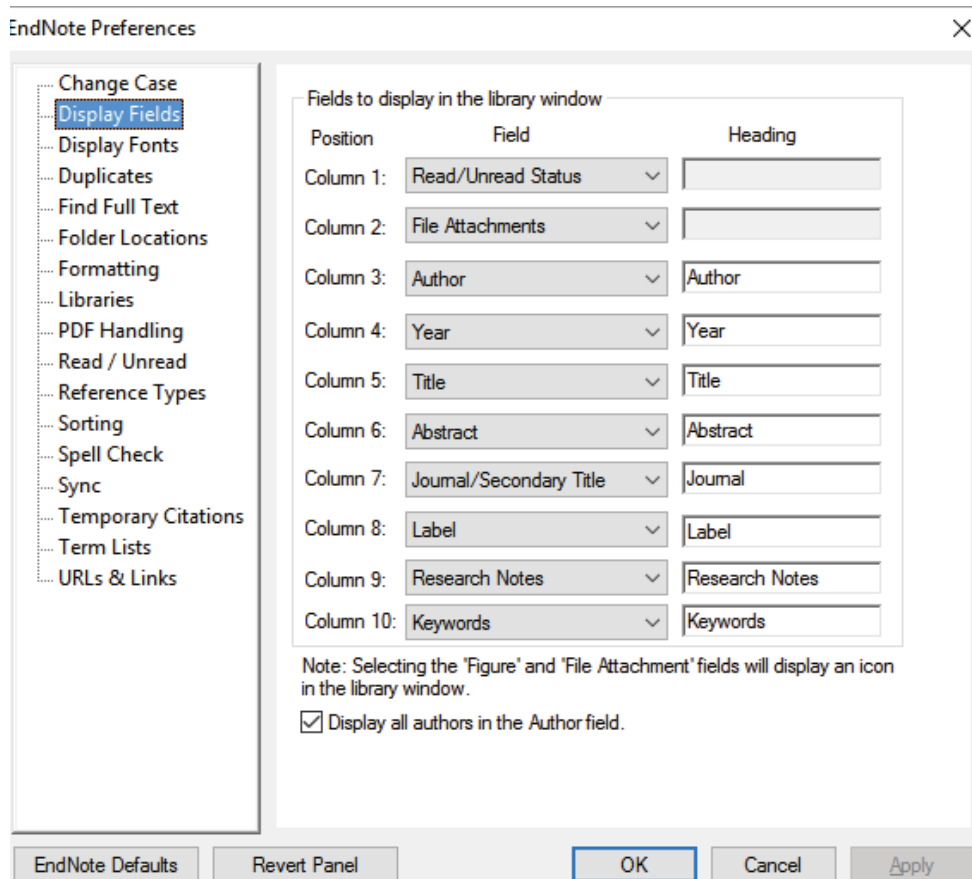 EndNote Preferences
Change Case
Display Fields
Display Fonts
Duplicates
Find Full Text
Folder Locations
Formatting
Libraries
PDF Handling
Read / Unread
Reference Types
Sorting
Spell Check
Sync
Temporary Citations
Term Lists
URLs & Links
Fields to display in the library window
Position Field Heading
Column 1: Read/Unread Status
Column 2: File Attachments
Column 3: Author Author
Column 4: Year Year
Column 5: Title Title
Column 6: Abstract Abstract
Column 7: Journal/Secondary Title Journal
Column 8: Label Label
Column 9: Research Notes Research Notes
Column 10: Keywords Keywords
Note: Selecting the 'Figure' and 'File Attachment' fields will display an icon
in the library window.
Display all authors in the Author field.
EndNote Defaults Revert Panel OK Cancel Apply